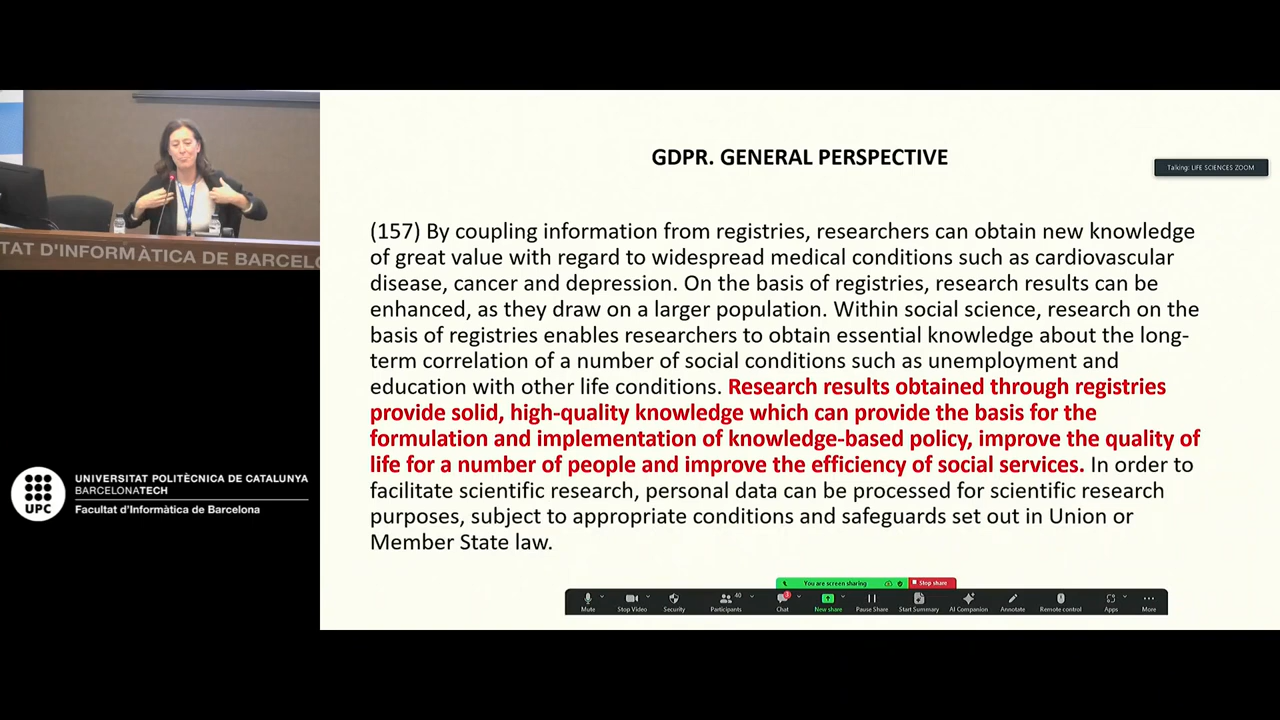 TAT D'INFORMÀTICA DE BARCEL
GDPR. GENERAL PERSPECTIVE
Talking: LIFE SCIENCES ZOOM
(157) By coupling information from registries, researchers can obtain new knowledge
of great value with regard to widespread medical conditions such as cardiovascular
disease, cancer and depression. On the basis of registries, research results can be
enhanced, as they draw on a larger population. Within social science, research on the
basis of registries enables researchers to obtain essential knowledge about the long-
term correlation of a number of social conditions such as unemployment and
education with other life conditions. Research results obtained through registries
provide solid, high-quality knowledge which can provide the basis for the
formulation and implementation of knowledge-based policy, improve the quality of
life for a number of people and improve the efficiency of social services. In order to
facilitate scientific research, personal data can be processed for scientific research
purposes, subject to appropriate conditions and safeguards set out in Union or
Member State law.
UPC
UNIVERSITAT POLITÈCNICA DE CATALUNYA
BARCELONATECH
Facultat d'Informàtica de Barcelona
You are screen sharing
Stop share
40
3
Mute Stop Video Security Participants Chat New share Pause Share Start Summary AI Companion Annotate Remote control Apps More